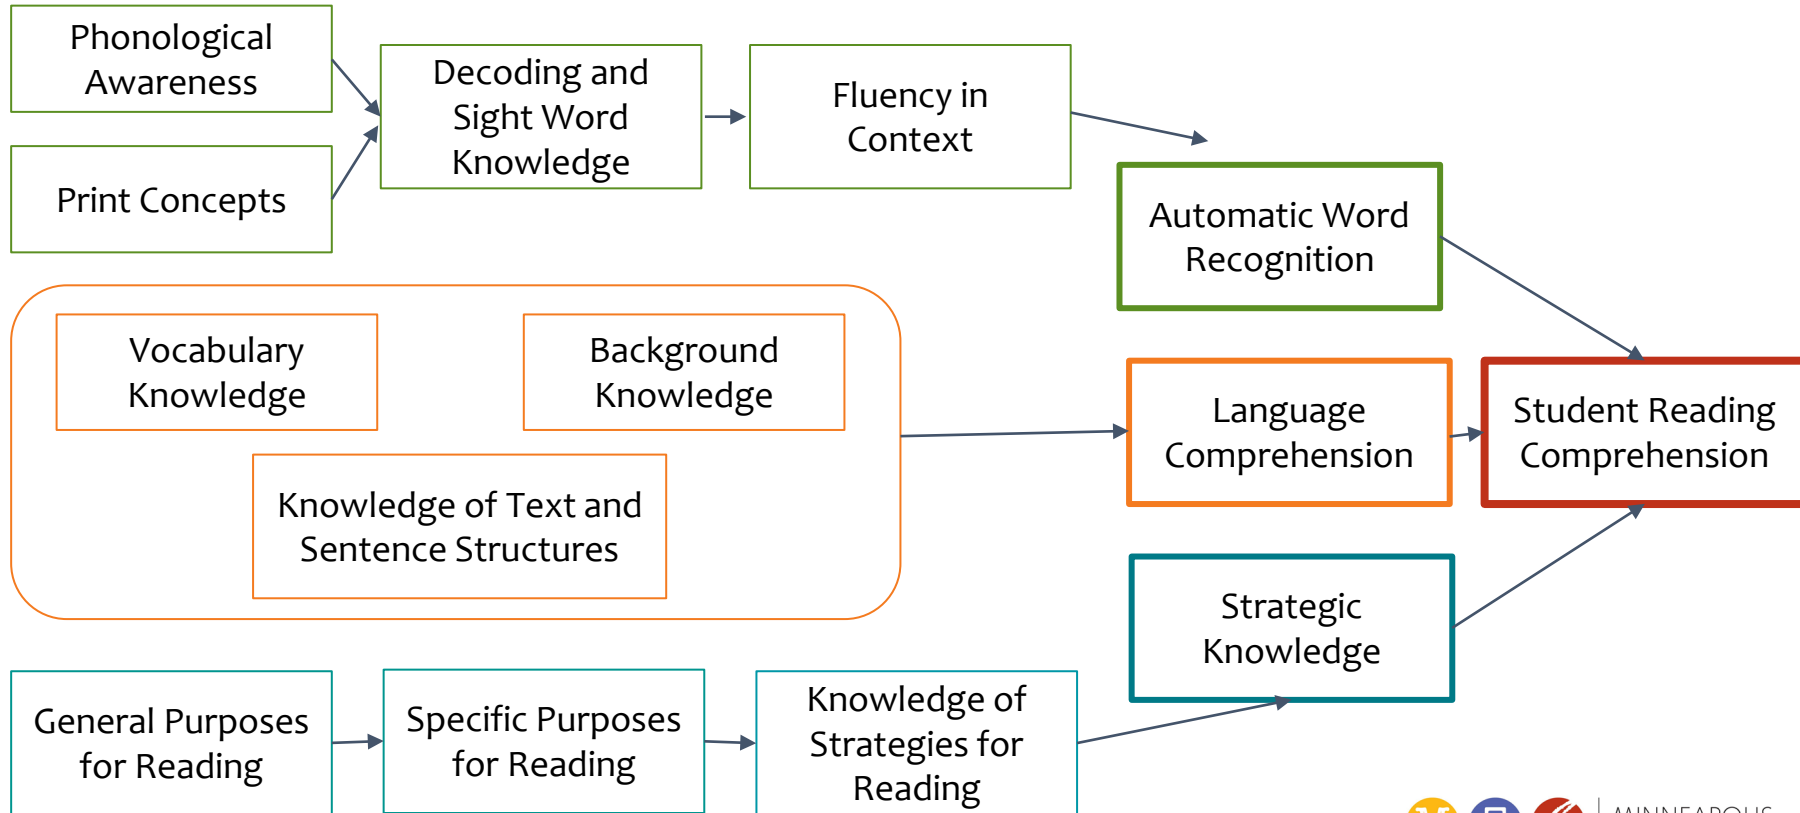 Phonological
Awareness
Print Concepts
Decoding and
Sight Word
Knowledge
Fluency in
Context
Automatic Word
Recognition
Vocabulary
Knowledge
Background
Knowledge
Knowledge of Text and
Sentence Structures
Language
Comprehension
Student Reading
Comprehension
Strategic
Knowledge
General Purposes
for Reading
Specific Purposes
for Reading
Knowledge of
Strategies for
Reading
MINNEAPOLIS